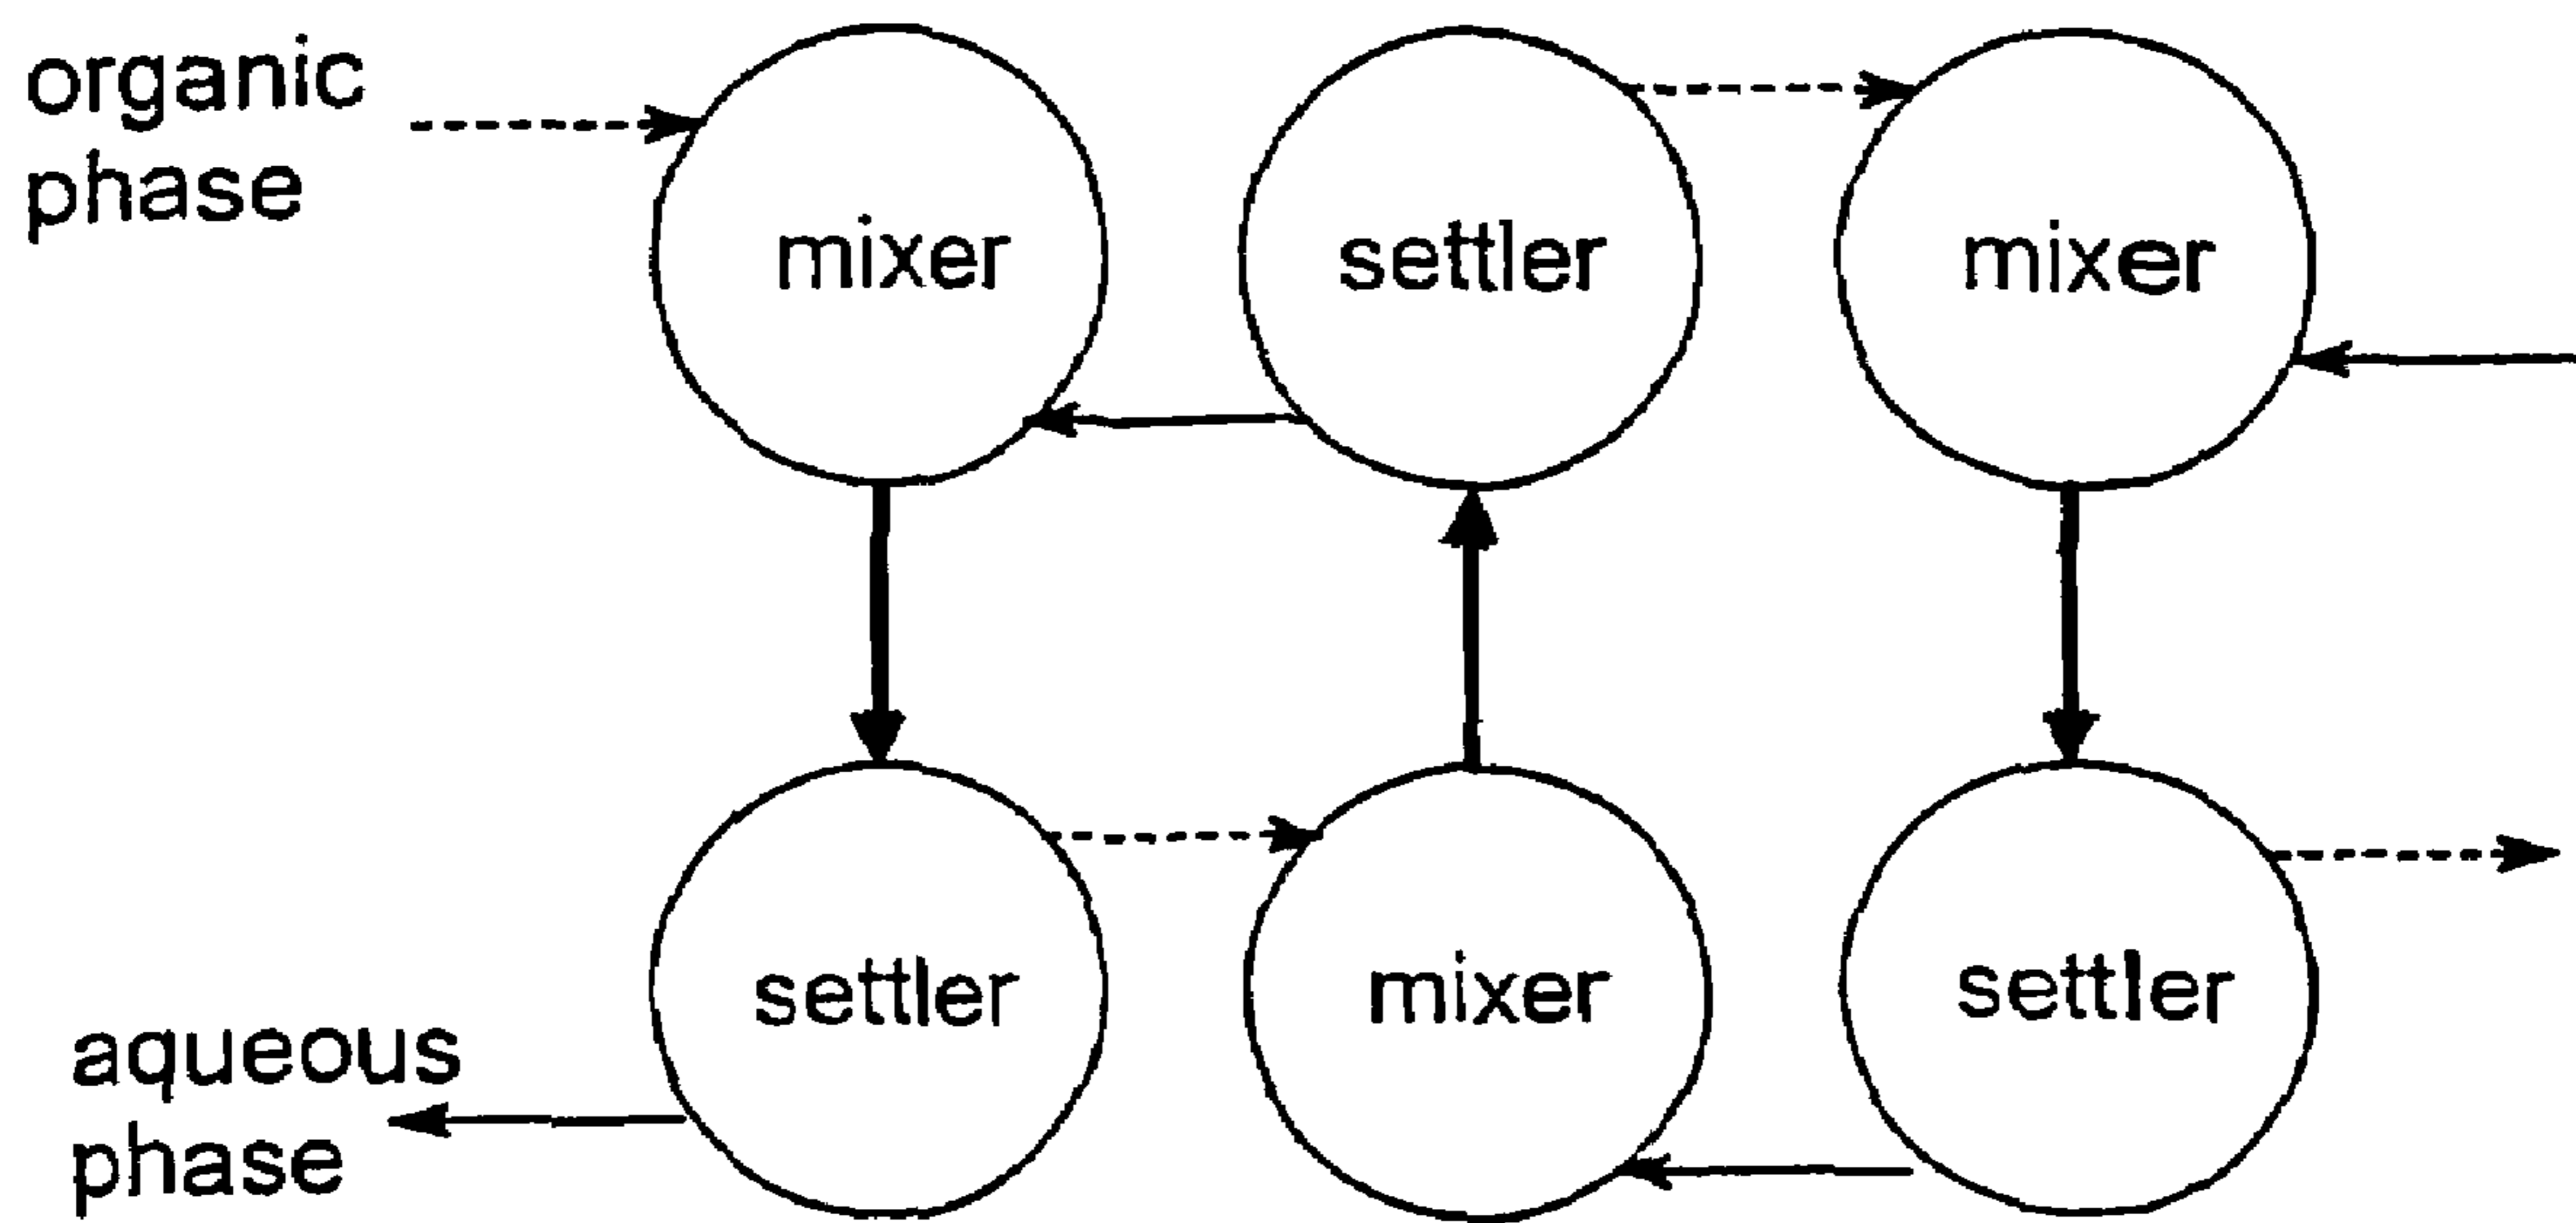 organic
phase
mixer
settler
mixer
settler
mixer
settler
aqueous
phase